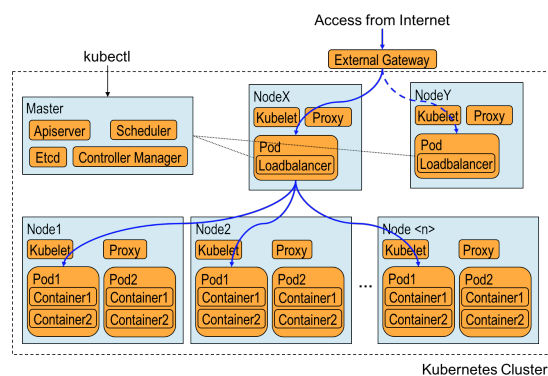 Access from Internet
kubectl
External Gateway
Master
Apiserver
Scheduler
Etcd
Controller Manager
NodeX
Kubelet
Proxy
Pod
Loadbalancer
NodeY
Kubelet
Proxy
Pod
Loadbalancer
Node1
Kubelet
Proxy
Pod1
Container1
Container2
Pod2
Container1
Container2
Node2
Kubelet
Proxy
Pod1
Container1
Container2
Pod2
Container1
Container2
...
Node <n>
Kubelet
Proxy
Pod1
Container1
Container2
Pod2
Container1
Container2
Kubernetes Cluster